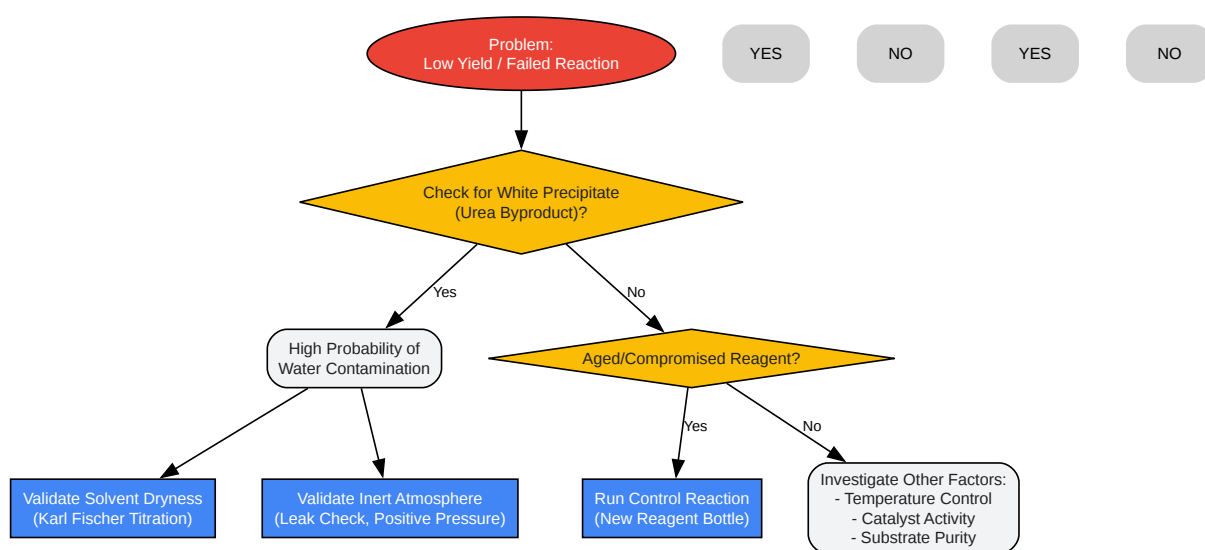 Problem:
Low Yield / Failed Reaction
YES
NO
YES
NO
Check for White Precipitate
(Urea Byproduct)?
Yes
No
High Probability of
Water Contamination
Aged/Compromised Reagent?
Yes
No
Validate Solvent Dryness
(Karl Fischer Titration)
Validate Inert Atmosphere
(Leak Check, Positive Pressure)
Run Control Reaction
(New Reagent Bottle)
Investigate Other Factors:
- Temperature Control
- Catalyst Activity
- Substrate Purity